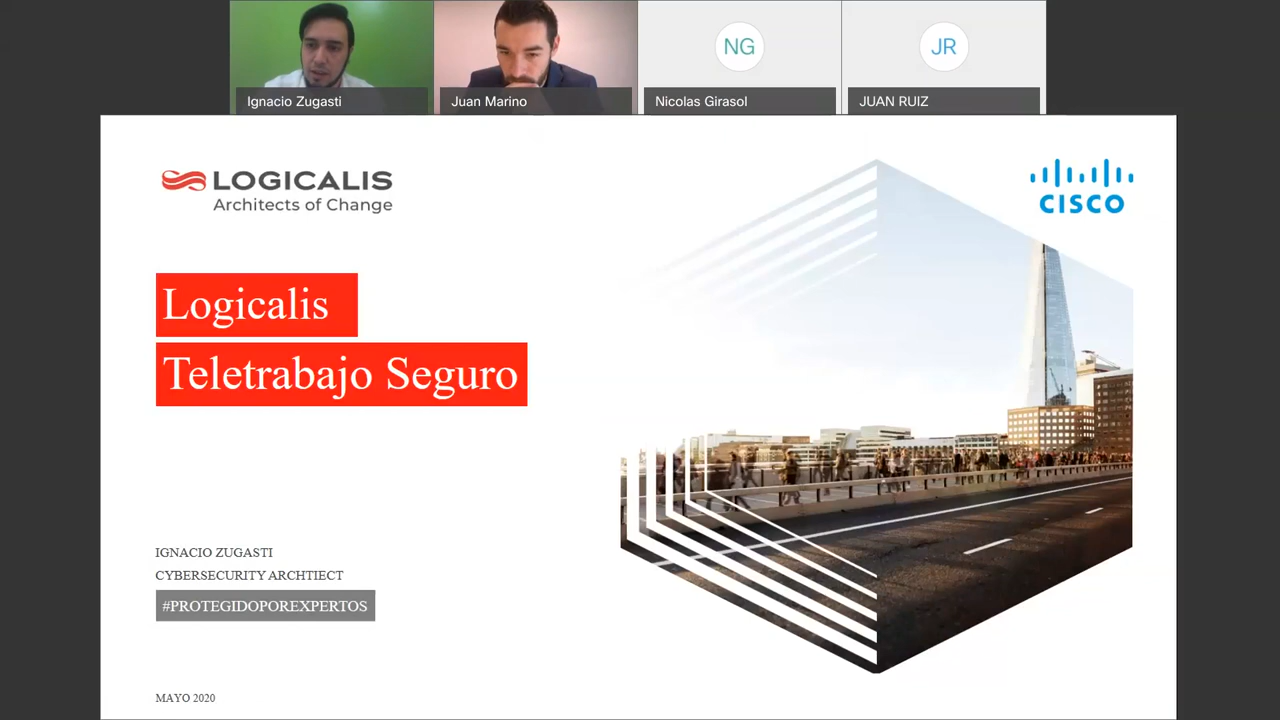 NG
JR
Ignacio Zugasti
Juan Marino
Nicolas Girasol
JUAN RUIZ
LOGICALIS
Architects of Change
CISCO
Logicalis
Teletrabajo Seguro
IGNACIO ZUGASTI
CYBERSECURITY ARCHTIECT
#PROTEGIDOPOREXPERTOS
MAYO 2020